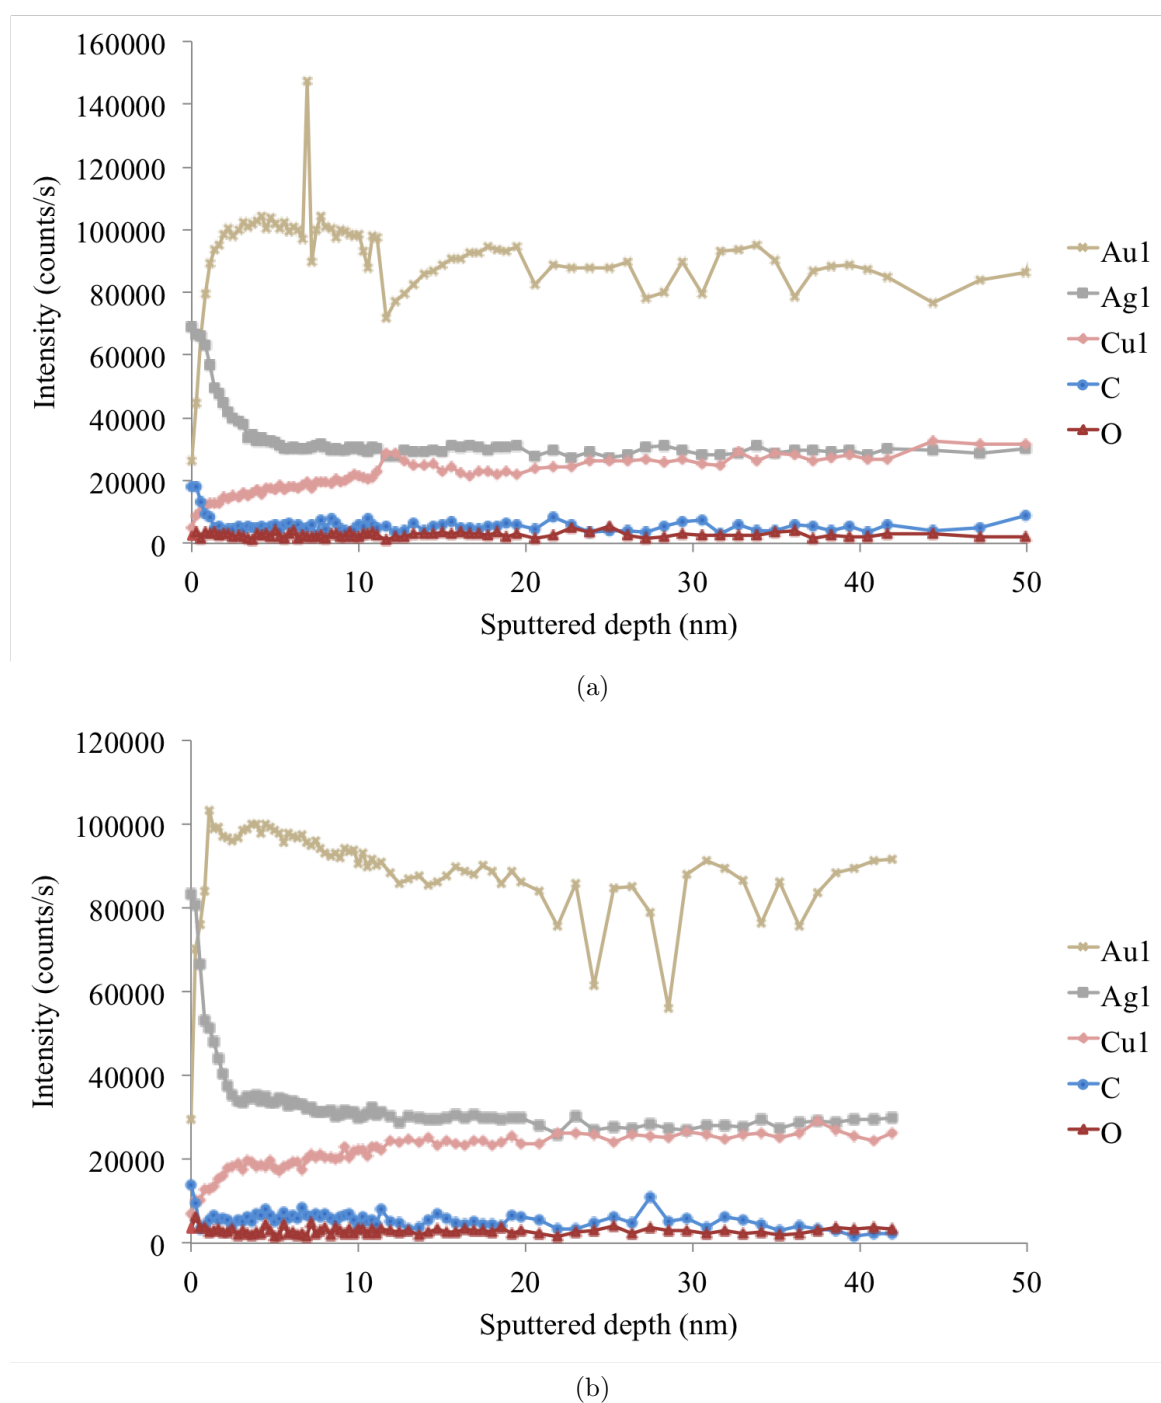 160000
140000
120000
100000
80000
60000
40000
20000
0
Intensity (counts/s)
0 10 20 30 40 50
Sputtered depth (nm)
Au1
Ag1
Cu1
C
O
(a)
120000
100000
80000
60000
40000
20000
0
Intensity (counts/s)
0 10 20 30 40 50
Sputtered depth (nm)
Au1
Ag1
Cu1
C
O
(b)